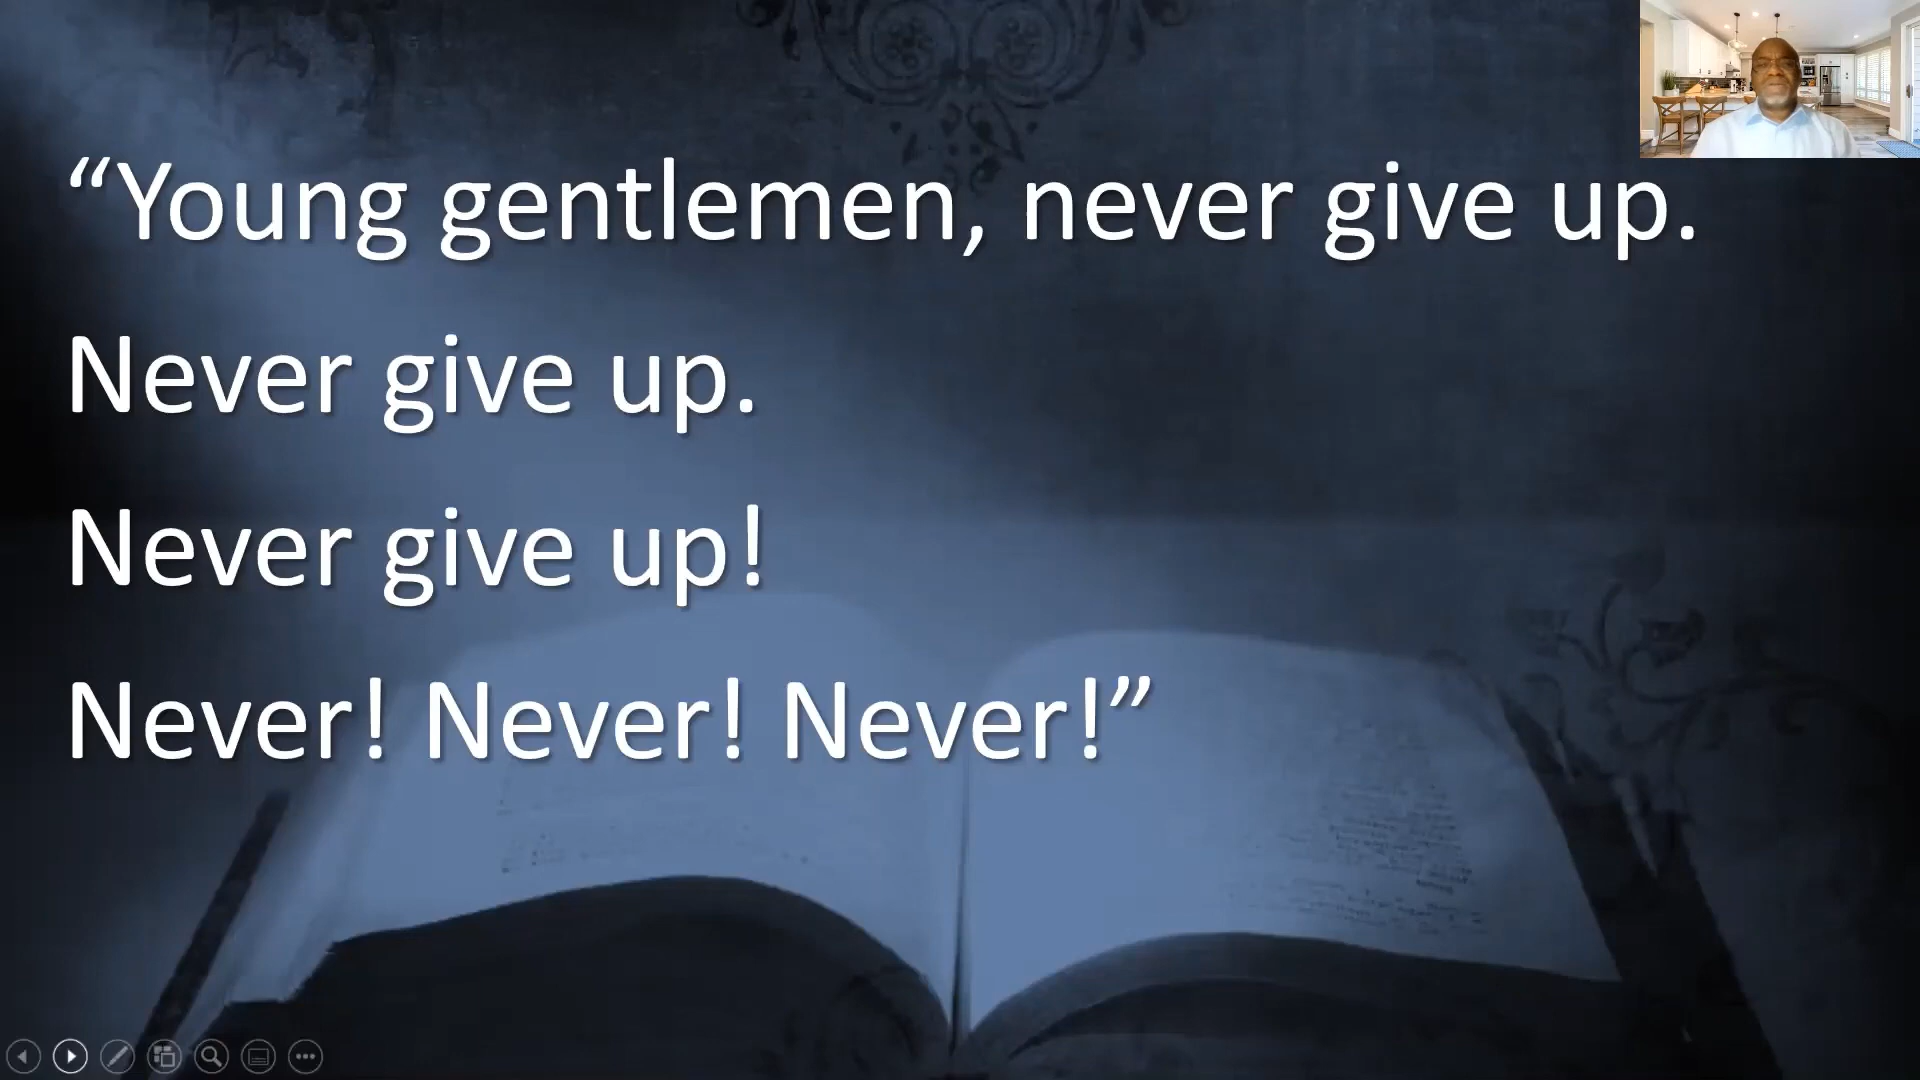 “Young gentlemen, never give up.
Never give up.
Never give up!
Never! Never! Never!”